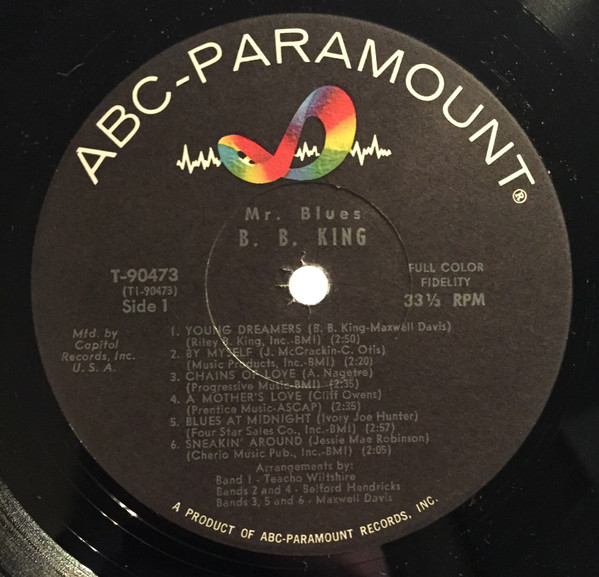 ABC-PARAMOUNT®
Mr. Blues
B. B. KING
T-90473
(T1-90473)
Side 1
FULL COLOR
FIDELITY
33⅓ RPM
Mfd. by
Capitol
Records, Inc.
U. S. A.
1. YOUNG DREAMERS (B. B. King-Maxwell Davis)
(Riley B. King, Inc.-BMI) (2:50)
2. BY MYSELF (J. McCrackin-C. Otis)
(Music Products, Inc.-BMI) (2:20)
3. CHAINS OF LOVE (A. Nagetre)
(Progressive Music-BMI) (2:35)
4. A MOTHER'S LOVE (Cliff Owens)
(Prentice Music-ASCAP) (2:35)
5. BLUES AT MIDNIGHT (Ivory Joe Hunter)
(Four Star Sales Co., Inc.-BMI) (2:57)
6. SNEAKIN' AROUND (Jessie Mae Robinson)
(Cherio Music Pub., Inc.-BMI) (2:05)
Arrangements by:
Band 1 - Teacho Wiltshire
Bands 2 and 4 - Belford Hendricks
Bands 3, 5 and 6 - Maxwell Davis
A PRODUCT OF ABC-PARAMOUNT RECORDS, INC.